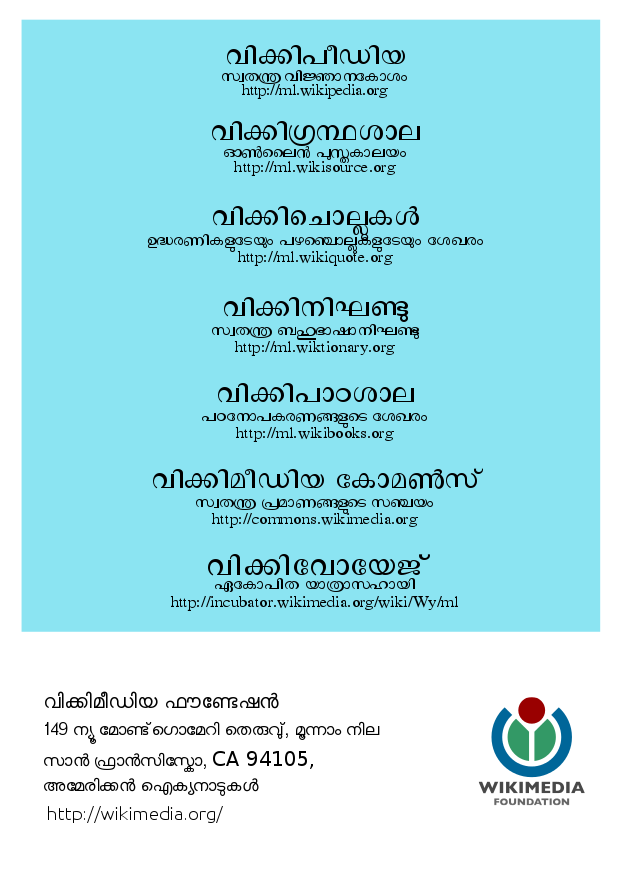 വിക്കിപീഡിയ
സ്വതന്ത്ര വിജ്ഞാനകോശം
http://ml.wikipedia.org
വിക്കിഗ്രന്ഥശാല
ഓൺലൈൻ പുസ്തകാലയം
http://ml.wikisource.org
വിക്കിചൊല്ലുകൾ
ഉദ്ധരണികളുടേയും പഴഞ്ചൊല്ലുകളുടേയും ശേഖരം
http://ml.wikiquote.org
വിക്കിനിഘണ്ടു
സ്വതന്ത്ര ബഹുഭാഷാനിഘണ്ടു
http://ml.wiktionary.org
വിക്കിപാഠശാല
പഠനോപകരണങ്ങളുടെ ശേഖരം
http://ml.wikibooks.org
വിക്കിമീഡിയ കോമൺസ്
സ്വതന്ത്ര പ്രമാണങ്ങളുടെ സഞ്ചയം
http://commons.wikimedia.org
വിക്കിവോയേജ്
ഏകോപിത യാത്രാസഹായി
http://incubator.wikimedia.org/wiki/Wy/ml
വിക്കിമീഡിയ ഫൗണ്ടേഷൻ
149 ന്യൂ മോണ്ട്ഗൊമേറി തെരുവു്, മൂന്നാം നില
സാൻ ഫ്രാൻസിസ്കോ, CA 94105,
അമേരിക്കൻ ഐക്യനാടുകൾ
http://wikimedia.org/
WIKIMEDIA
FOUNDATION